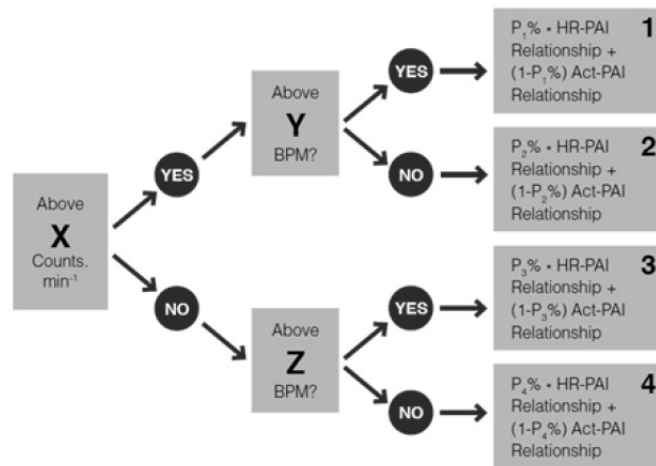 Above
X
Counts.
min⁻¹
YES
NO
Above
Y
BPM?
Above
Z
BPM?
YES
NO
YES
NO
P₁% • HR-PAI 1
Relationship +
(1-P₁%) Act-PAI
Relationship
P₂% • HR-PAI 2
Relationship +
(1-P₂%) Act-PAI
Relationship
P₃% • HR-PAI 3
Relationship +
(1-P₃%) Act-PAI
Relationship
P₄% • HR-PAI 4
Relationship +
(1-P₄%) Act-PAI
Relationship